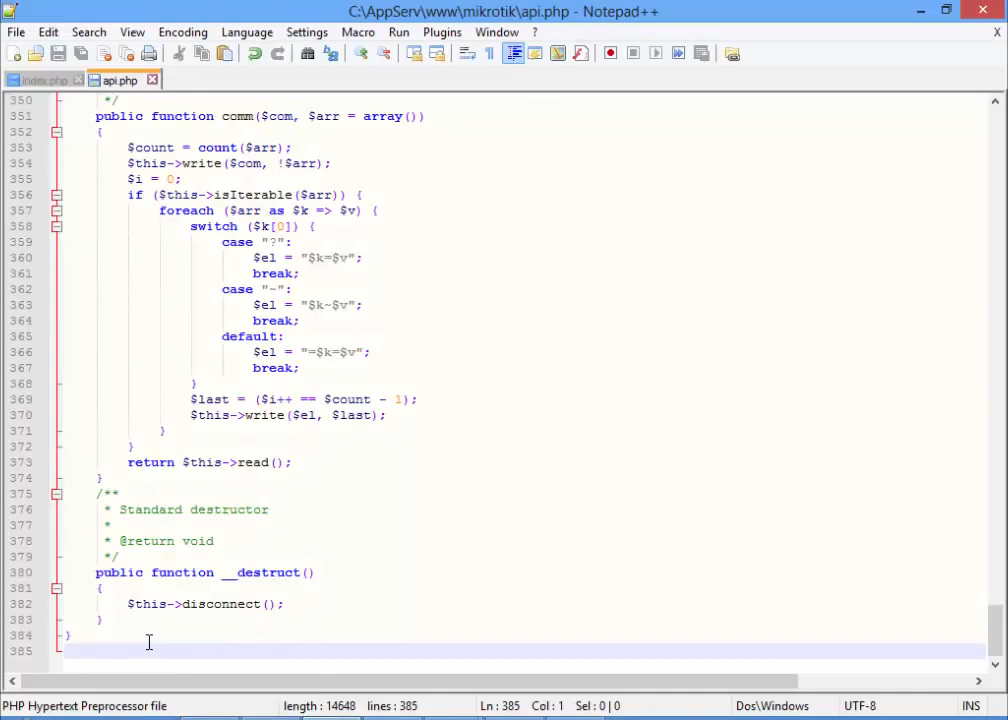 C:\AppServ\www\mikrotik\api.php - Notepad++
File Edit Search View Encoding Language Settings Macro Run Plugins Window ? X
index.php api.php
350 */
351 public function comm($com, $arr = array())
352 {
353 $count = count($arr);
354 $this->write($com, !$arr);
355 $i = 0;
356 if ($this->isIterable($arr)) {
357 foreach ($arr as $k => $v) {
358 switch ($k[0]) {
359 case "?":
360 $el = "$k=$v";
361 break;
362 case "~":
363 $el = "$k~$v";
364 break;
365 default:
366 $el = "=$k=$v";
367 break;
368 }
369 $last = ($i++ == $count - 1);
370 $this->write($el, $last);
371 }
372 }
373 return $this->read();
374 }
375 /**
376 * Standard destructor
377 *
378 * @return void
379 */
380 public function __destruct()
381 {
382 $this->disconnect();
383 }
384 }
385
PHP Hypertext Preprocessor file length : 14648 lines : 385 Ln : 385 Col : 1 Sel : 0 | 0 Dos\Windows UTF-8 INS